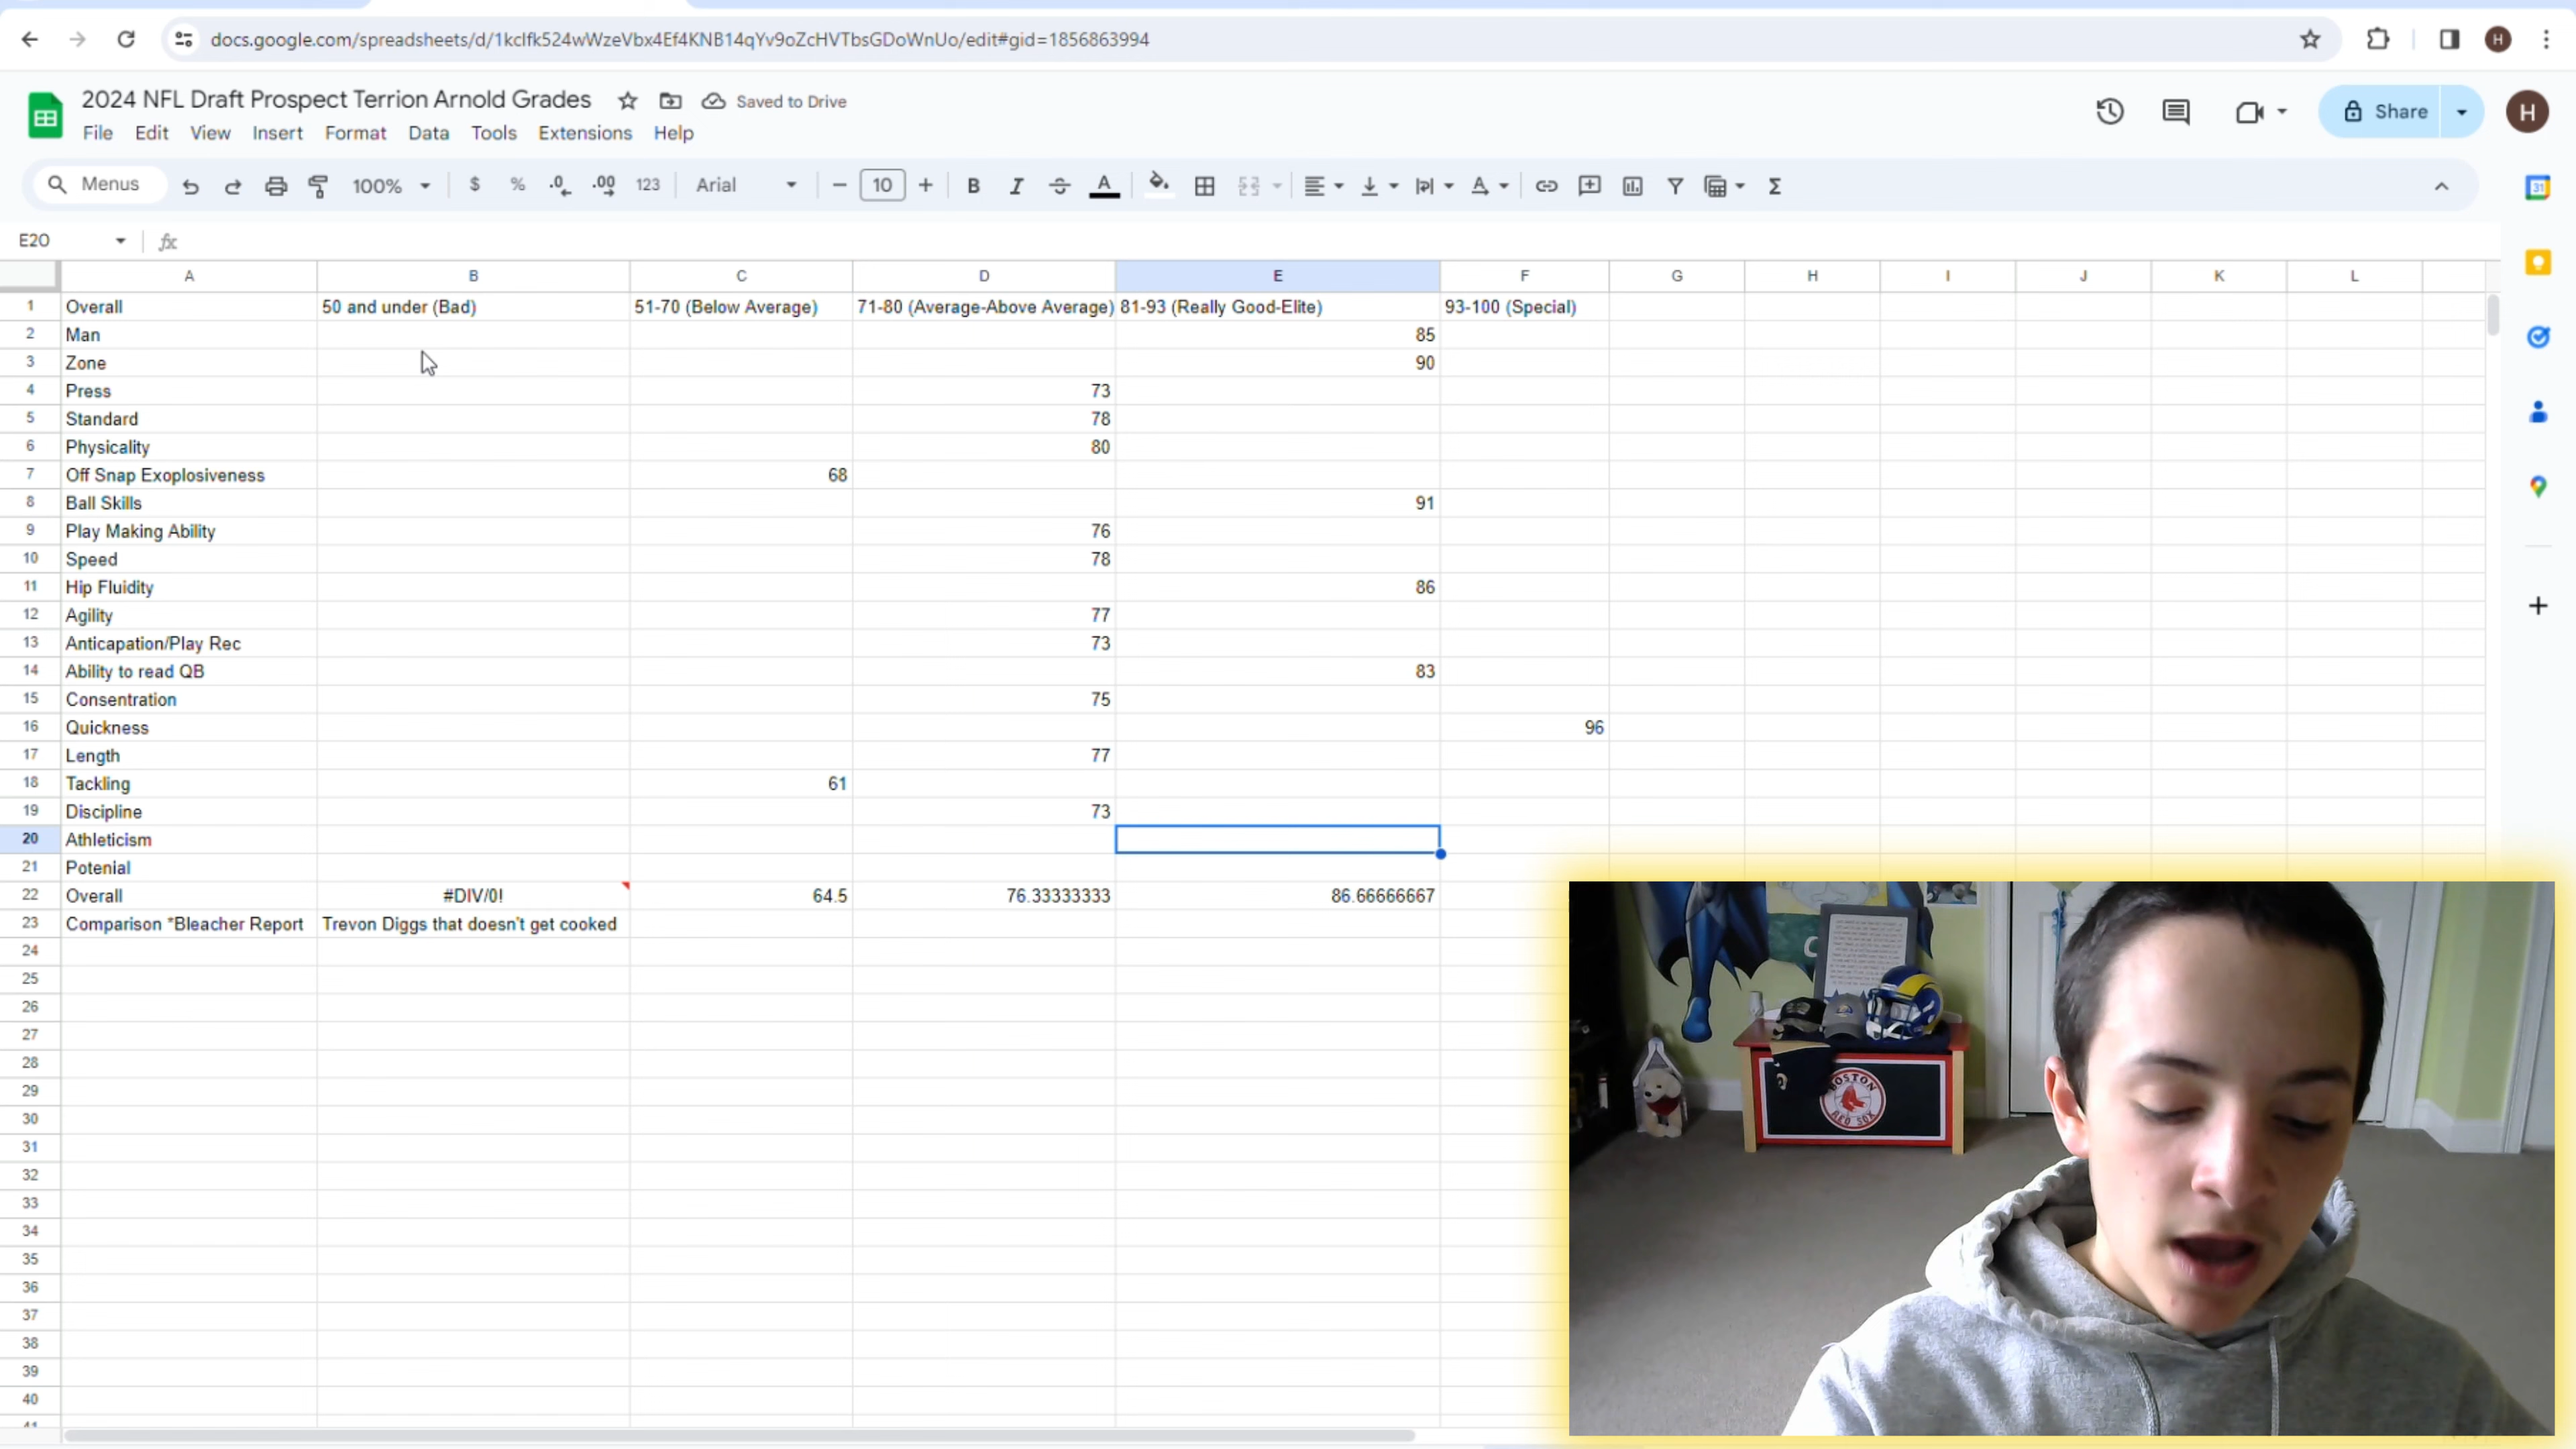 docs.google.com/spreadsheets/d/1kclfk524wWzeVbx4Ef4KNB14qYv9oZcHVTbsGDoWnUo/edit#gid=1856863994
H
2024 NFL Draft Prospect Terrion Arnold Grades Saved to Drive
File Edit View Insert Format Data Tools Extensions Help
Share H
Menus 100% $ % .0 .00 123 Arial 10 B I A
31
E20 fx
A B C D E F G H I J K L
1 Overall 50 and under (Bad) 51-70 (Below Average) 71-80 (Average-Above Average) 81-93 (Really Good-Elite) 93-100 (Special)
2 Man 85
3 Zone 90
4 Press 73
5 Standard 78
6 Physicality 80
7 Off Snap Exoplosiveness 68
8 Ball Skills 91
9 Play Making Ability 76
10 Speed 78
11 Hip Fluidity 86
12 Agility 77
13 Anticapation/Play Rec 73
14 Ability to read QB 83
15 Consentration 75
16 Quickness 96
17 Length 77
18 Tackling 61
19 Discipline 73
20 Athleticism
21 Potenial
22 Overall #DIV/0! 64.5 76.33333333 86.66666667
23 Comparison *Bleacher Report Trevon Diggs that doesn't get cooked
24
25
26
27
28
29
30
31
32
33
34
35
36
37
38
39
40
BOSTON
RED SOX